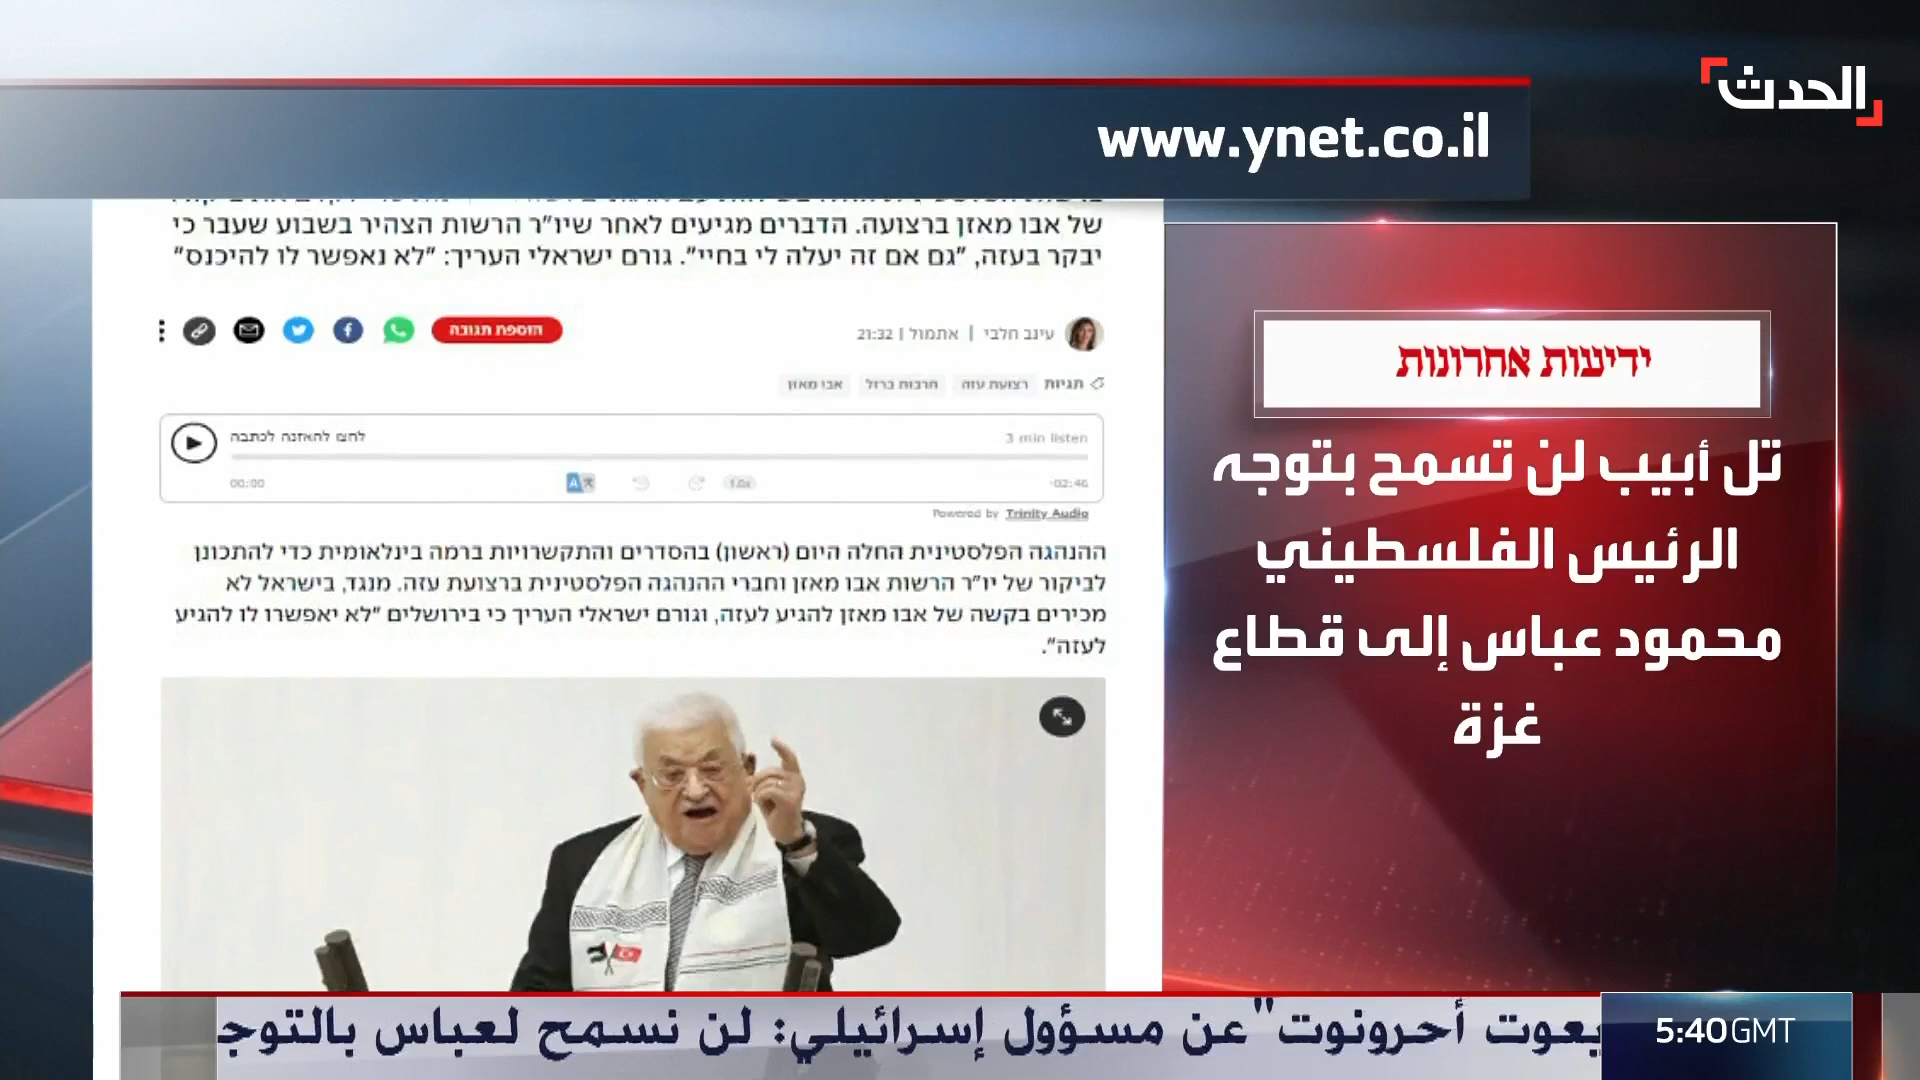 الحدث
www.ynet.co.il
של אבו מאזן ברצועה. הדברים מגיעים לאחר שיו"ר הרשות הצהיר בשבוע שעבר כי
יבקר בעזה, "גם אם זה יעלה לי בחיי". גורם ישראלי העריך: "לא נאפשר לו להיכנס"
הוספת תגובה
עינב חלבי | אתמול | 21:32
תגיות רצועת עזה חרבות ברזל אבו מאזן
לחצו להאזנה לכתבה
3 min listen
00:00
1.0x
-02:46
Powered by Trinity Audio
ההנהגה הפלסטינית החלה היום (ראשון) בהסדרים והתקשרויות ברמה בינלאומית כדי להתכונן
לביקור של יו"ר הרשות אבו מאזן וחברי ההנהגה הפלסטינית ברצועת עזה. מנגד, בישראל לא
מכירים בקשה של אבו מאזן להגיע לעזה, וגורם ישראלי העריך כי בירושלים "לא יאפשרו לו להגיע
לעזה".
ידיעות אחרונות
تل أبيب لن تسمح بتوجه
الرئيس الفلسطيني
محمود عباس إلى قطاع
غزة
يعوت أحرونوت"عن مسؤول إسرائيلي: لن نسمح لعباس بالتوج
5:40 GMT